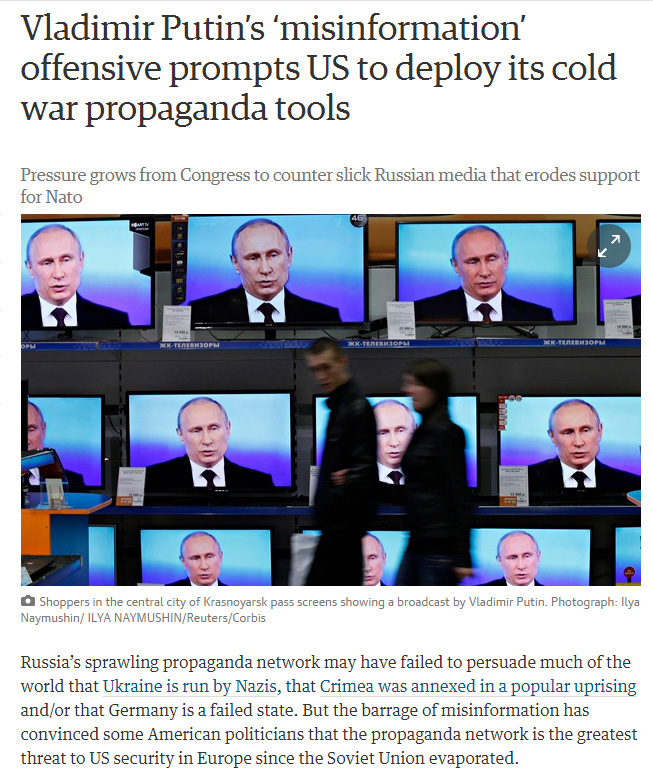 Vladimir Putin’s ‘misinformation’
offensive prompts US to deploy its cold
war propaganda tools
Pressure grows from Congress to counter slick Russian media that erodes support
for Nato
46"
ЖК-ТЕЛЕВИЗОРЫ
ЖК-ТЕЛЕВИЗОРЫ
ЖК-ТЕЛЕВИЗОРЫ
Shoppers in the central city of Krasnoyarsk pass screens showing a broadcast by Vladimir Putin. Photograph: Ilya
Naymushin/ ILYA NAYMUSHIN/Reuters/Corbis
Russia’s sprawling propaganda network may have failed to persuade much of the
world that Ukraine is run by Nazis, that Crimea was annexed in a popular uprising
and/or that Germany is a failed state. But the barrage of misinformation has
convinced some American politicians that the propaganda network is the greatest
threat to US security in Europe since the Soviet Union evaporated.